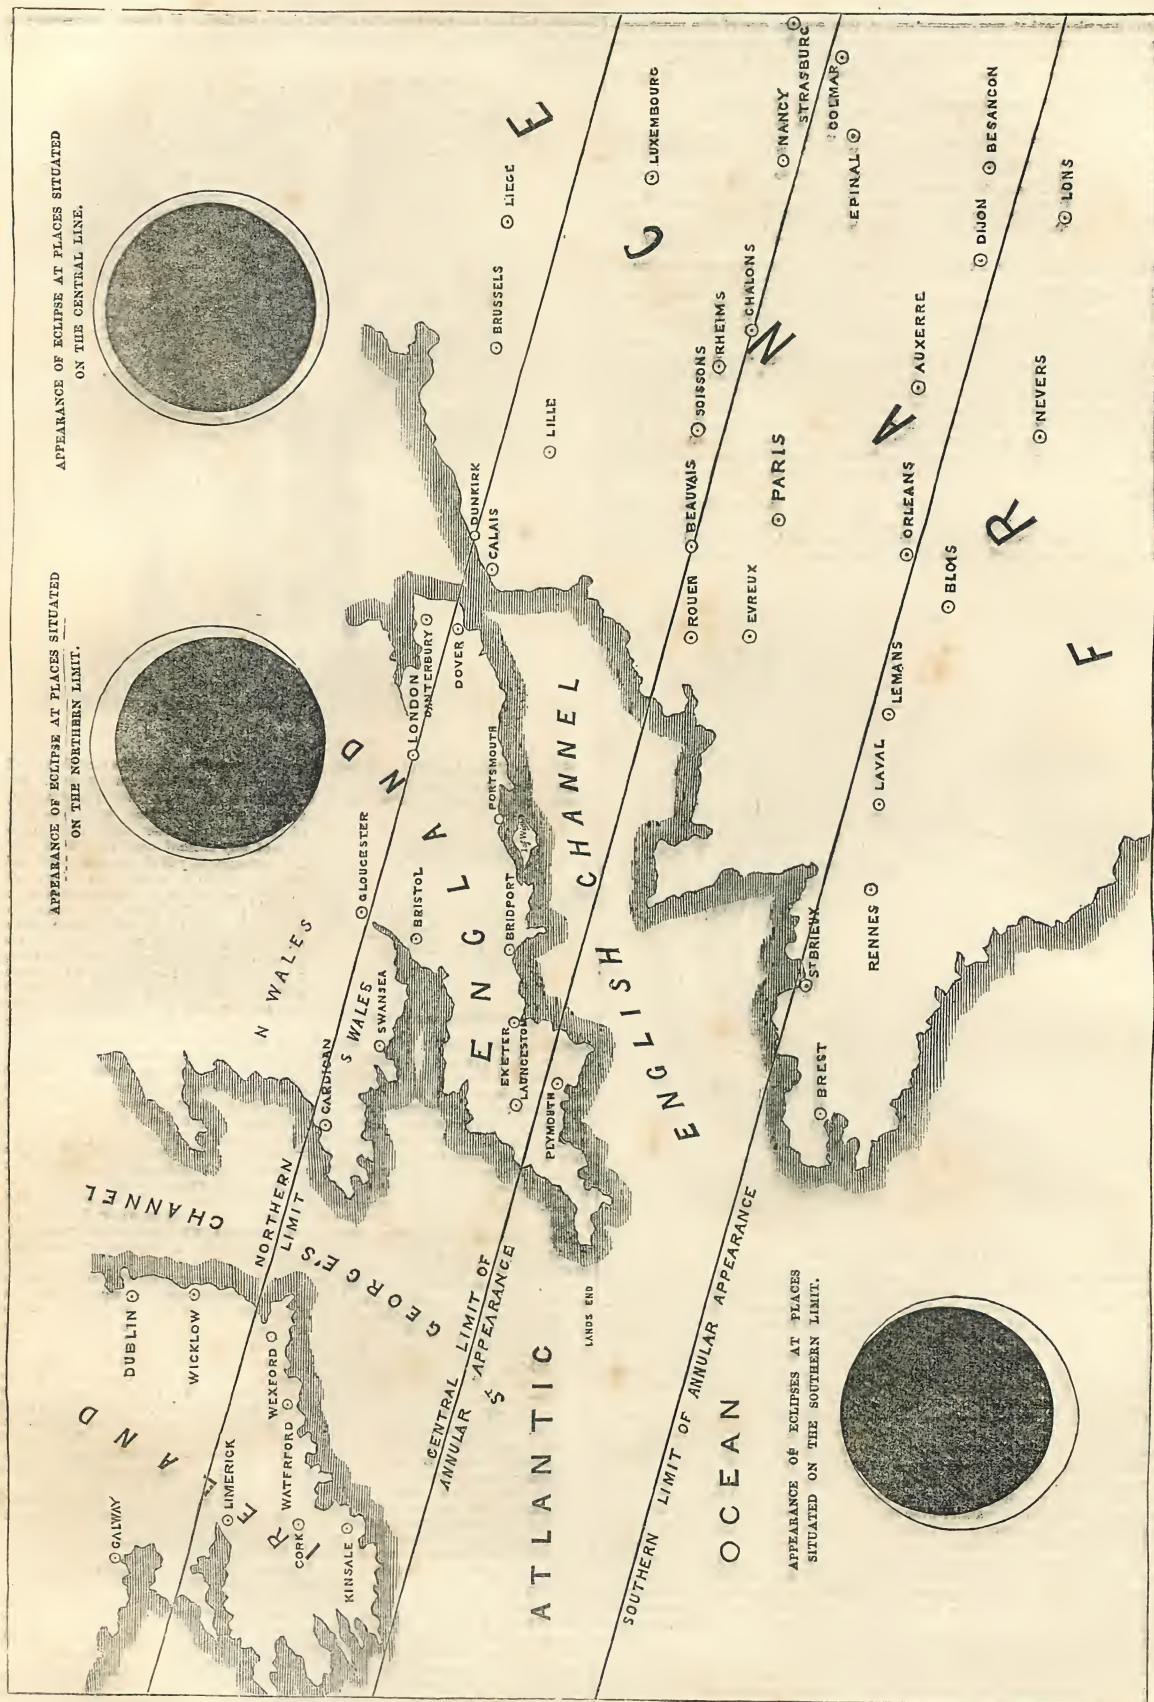 APPEARANCE OF ECLIPSE AT PLACES SITUATED
ON THE NORTHERN LIMIT.
APPEARANCE OF ECLIPSE AT PLACES SITUATED
ON THE CENTRAL LINE.
GALWAY
LIMERICK
IRELAND
DUBLIN
WICKLOW
WEXFORD
WATERFORD
CORK
KINSALE
NORTHERN
LIMIT
S. GEORGE'S CHANNEL
N WALES
S WALES
CARDIGAN
SWANSEA
GLOUCESTER
BRISTOL
ENGLAND
LONDON
CANTERBURY
DOVER
PORTSMOUTH
I of Wight
BRIDPORT
EXETER
LAUNCESTON
PLYMOUTH
LANDS END
CENTRAL LIMIT OF
ANNULAR APPEARANCE
ENGLISH CHANNEL
ATLANTIC
OCEAN
SOUTHERN LIMIT OF ANNULAR APPEARANCE
DUNKIRK
CALAIS
LILLE
BRUSSELS
LIEGE
LUXEMBOURG
ROUEN
BEAUVAIS
SOISSONS
RHEIMS
CHALONS
NANCY
STRASBURG
COLMAR
EPINAL
EVREUX
PARIS
FRANCE
BREST
ST BRIEUX
RENNES
LAVAL
LEMANS
ORLEANS
BLOIS
AUXERRE
NEVERS
DIJON
BESANCON
LONS
APPEARANCE OF ECLIPSES AT PLACES
SITUATED ON THE SOUTHERN LIMIT.